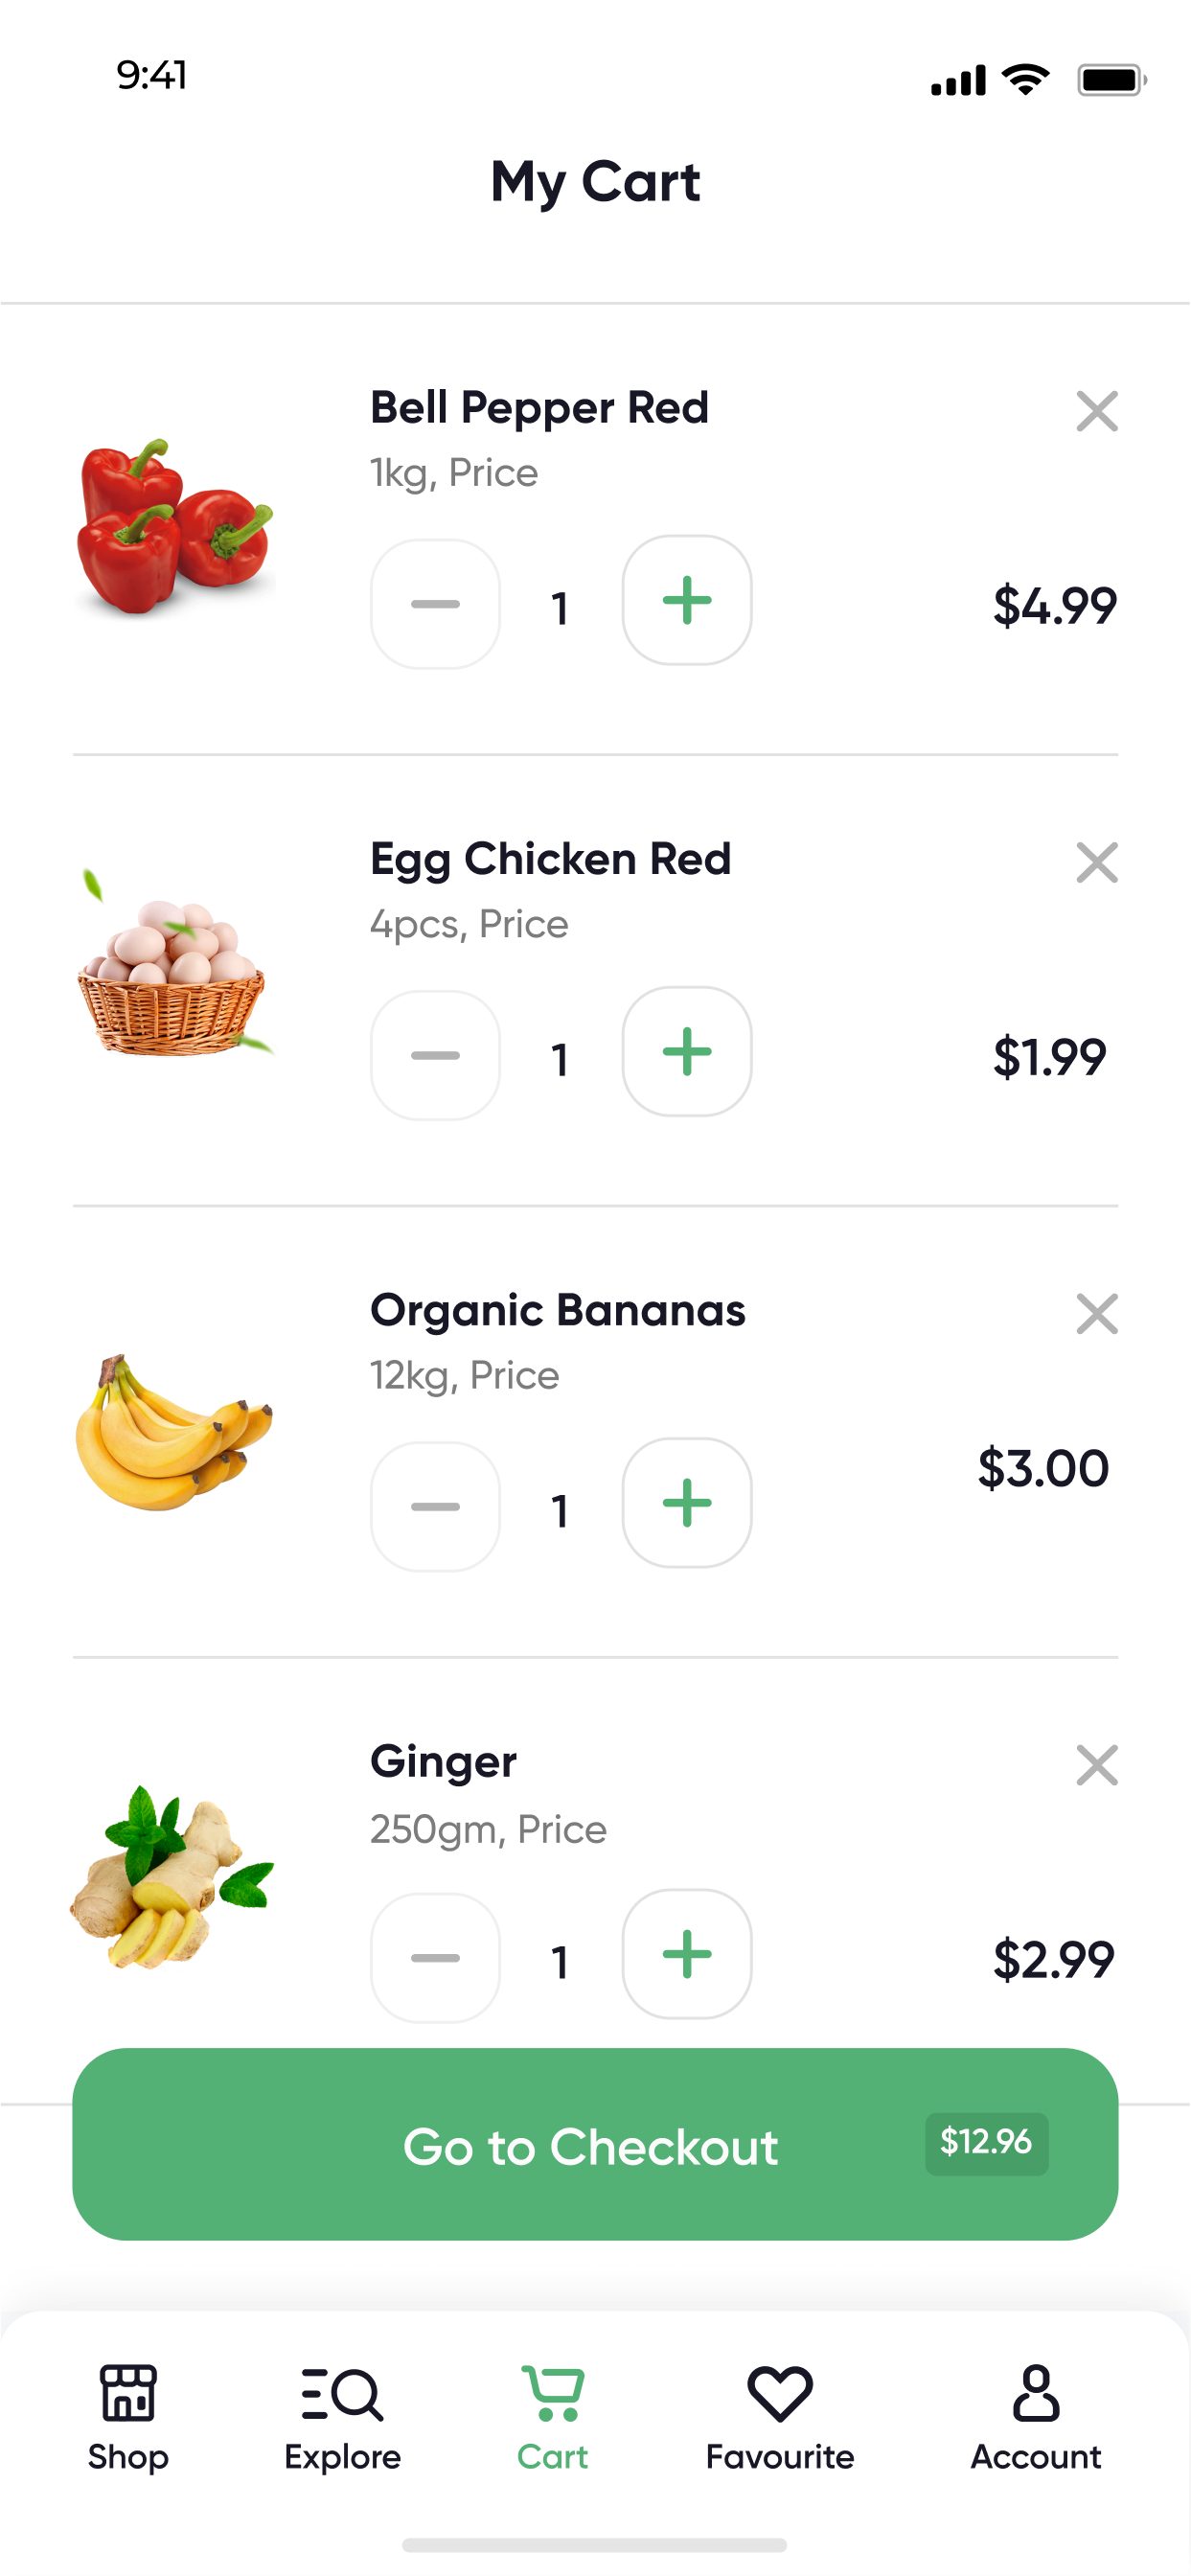 9:41
My Cart
Bell Pepper Red
1kg, Price
1
$4.99
Egg Chicken Red
4pcs, Price
1
$1.99
Organic Bananas
12kg, Price
1
$3.00
Ginger
250gm, Price
1
$2.99
Go to Checkout
$12.96
Shop
Explore
Cart
Favourite
Account